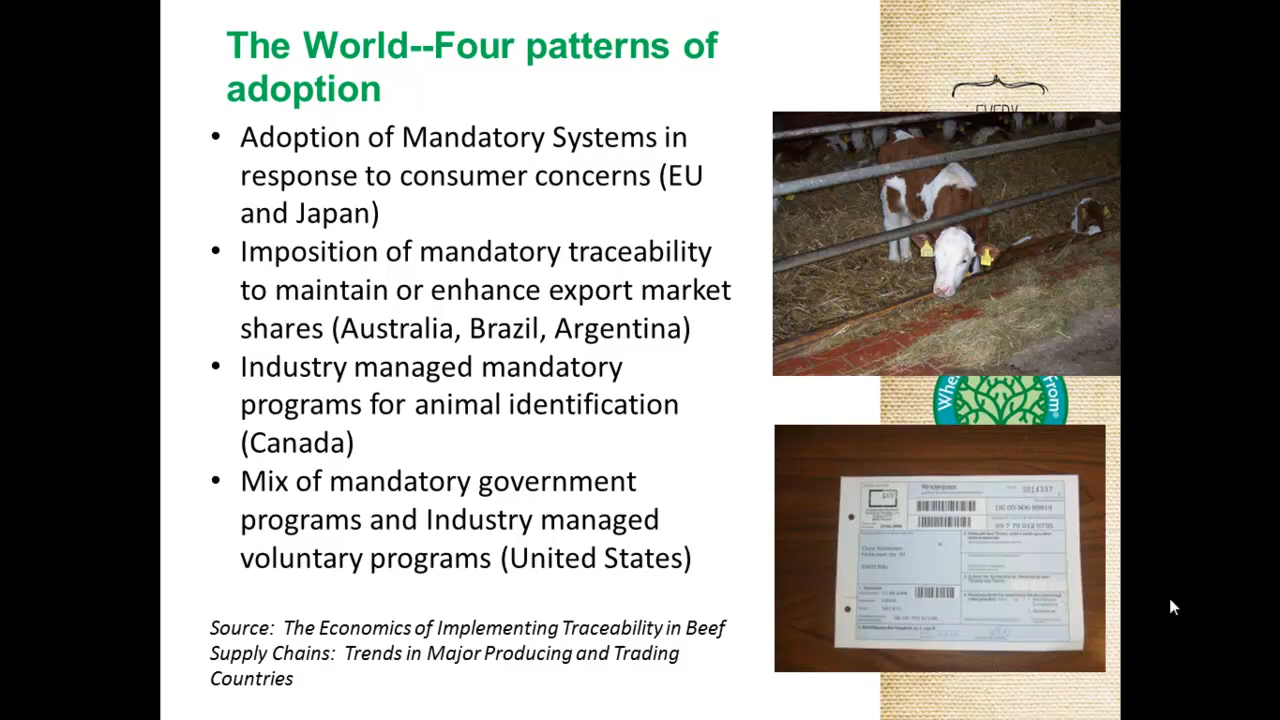 The World--Four patterns of
adoption
• Adoption of Mandatory Systems in
response to consumer concerns (EU
and Japan)
• Imposition of mandatory traceability
to maintain or enhance export market
shares (Australia, Brazil, Argentina)
• Industry managed mandatory
programs for animal identification
(Canada)
• Mix of mandatory government
programs and Industry managed
voluntary programs (United States)
Source: The Economics of Implementing Traceability in Beef
Supply Chains: Trends in Major Producing and Trading
Countries
EVERY
From®
Rinderpass